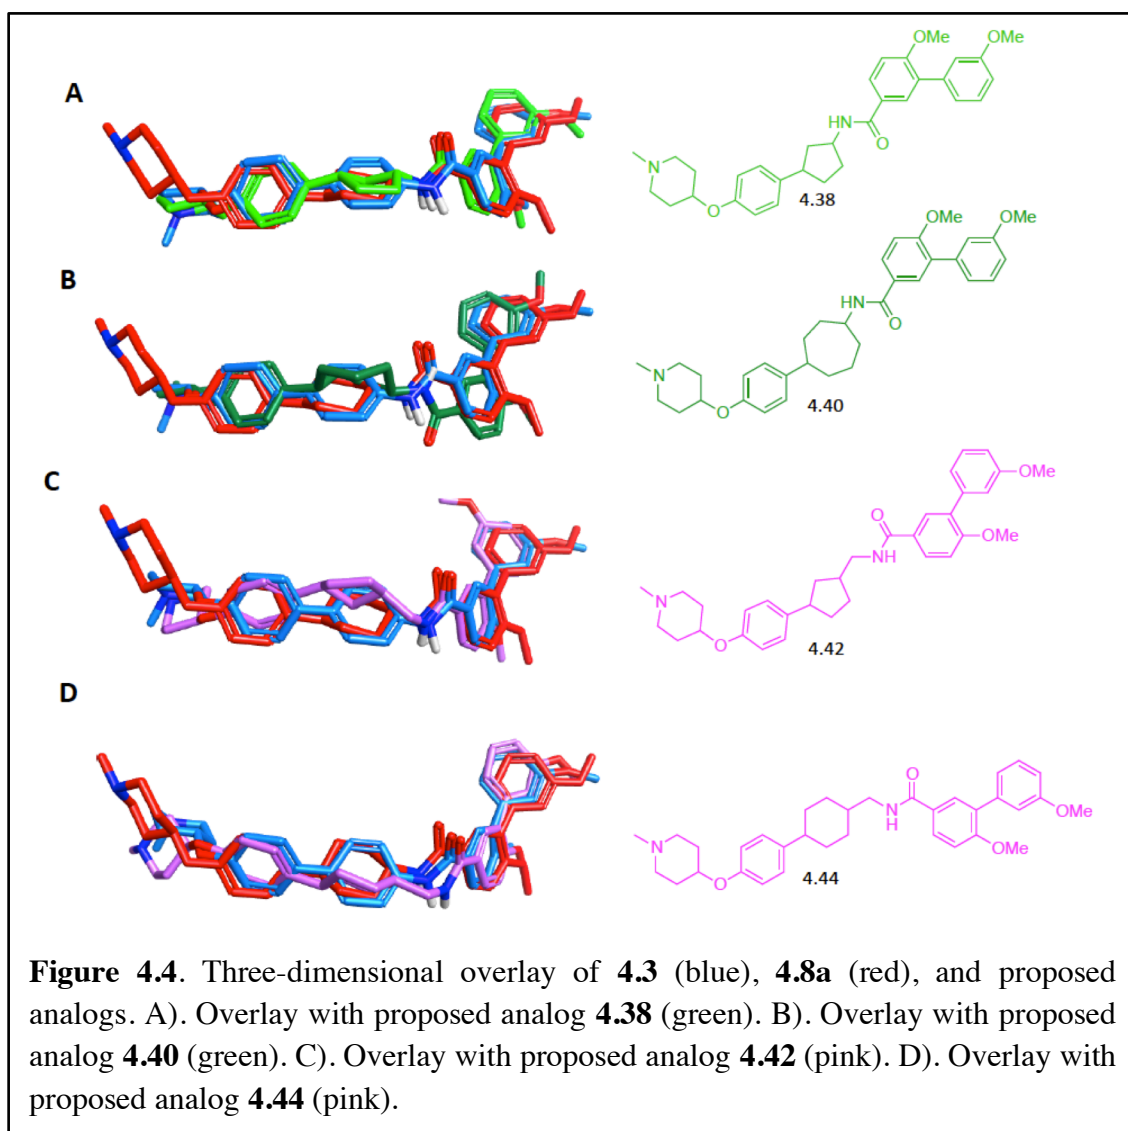 A
OMe
OMe
HN
O
N
O
4.38
B
OMe
OMe
HN
O
N
O
4.40
C
OMe
O
OMe
NH
N
O
4.42
D
O
N
H
OMe
OMe
N
O
4.44
Figure 4.4. Three-dimensional overlay of 4.3 (blue), 4.8a (red), and proposed
analogs. A). Overlay with proposed analog 4.38 (green). B). Overlay with proposed
analog 4.40 (green). C). Overlay with proposed analog 4.42 (pink). D). Overlay with
proposed analog 4.44 (pink).